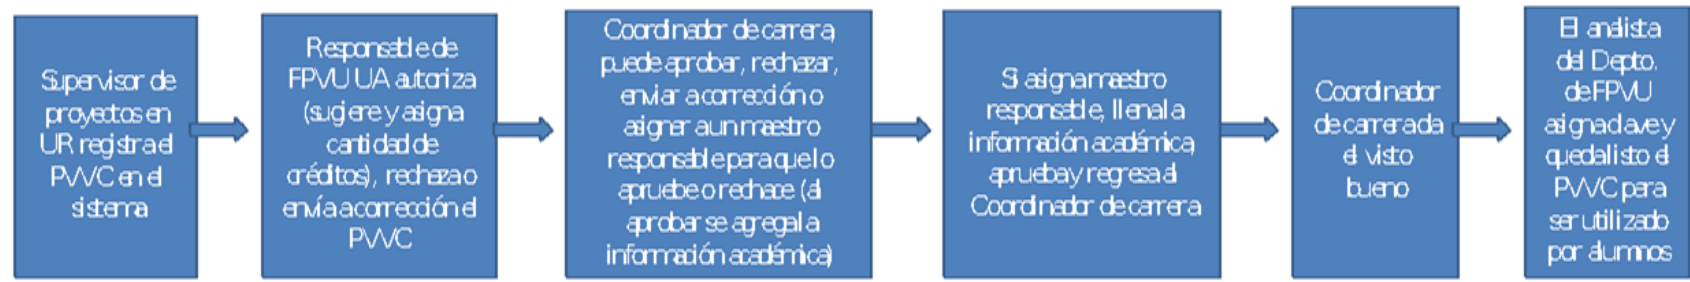 Supervisor de
proyectos en
UR registra el
PVVC en el
sistema
Responsable de
FPVU UA autoriza
(sugiere y asigna
cantidad de
créditos), rechaza o
envía a corrección el
PVVC
Coordinador de carrera,
puede aprobar, rechazar,
enviar a corrección o
asignar a un maestro
responsable para que lo
apruebe o rechace (al
aprobar se agrega la
información académica)
Si asigna maestro
responsable, llena la
información académica,
aprueba y regresa al
Coordinador de carrera
Coordinador
de carrera da
el visto
bueno
El análista
del Depto.
de FPVU
asigna clave y
queda listo el
PVVC para
ser utilizado
por alumnos